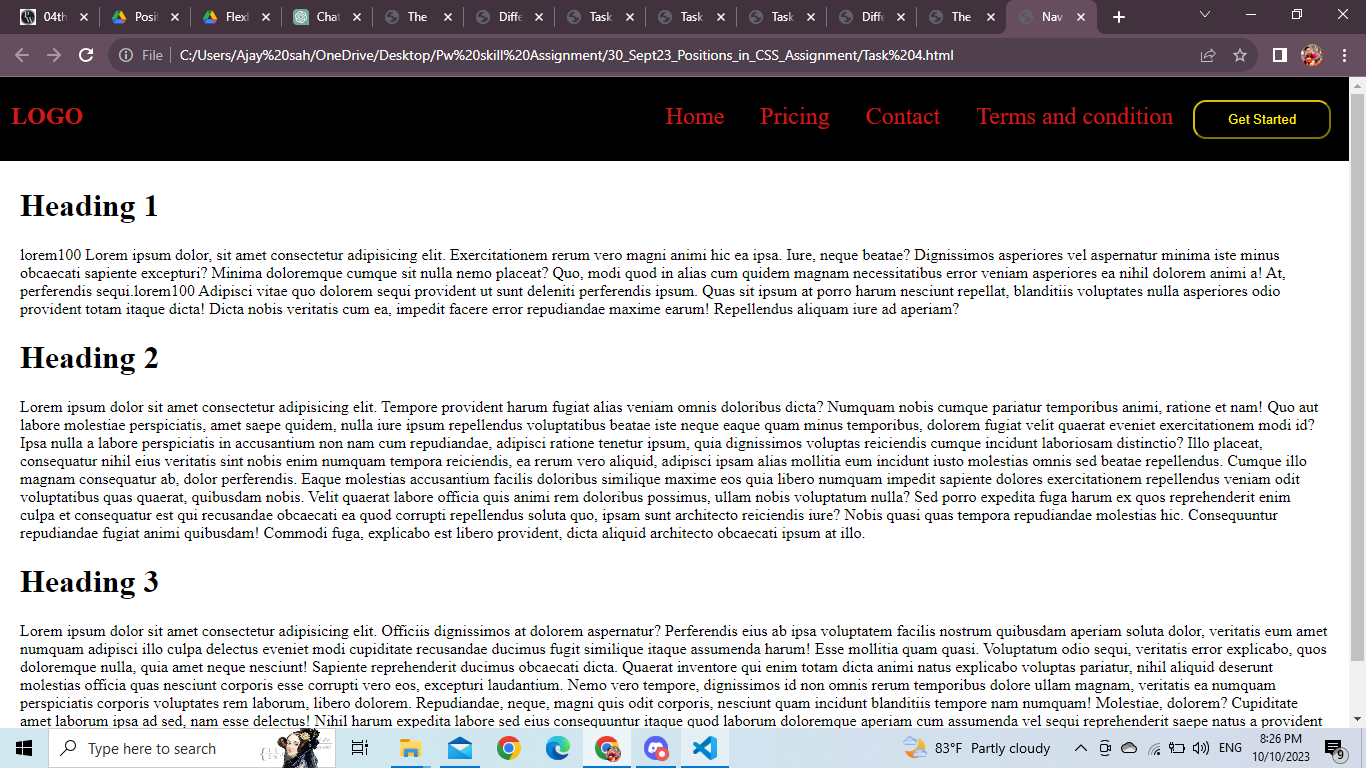 04th
Posit
Flexl
Chat
The
Diffe
Task
Task
Task
Diffe
The
Nav
File
C:/Users/Ajay%20sah/OneDrive/Desktop/Pw%20skill%20Assignment/30_Sept23_Positions_in_CSS_Assignment/Task%204.html
LOGO
Home Pricing Contact Terms and condition Get Started
Heading 1
lorem100 Lorem ipsum dolor, sit amet consectetur adipisicing elit. Exercitationem rerum vero magni animi hic ea ipsa. Iure, neque beatae? Dignissimos asperiores vel aspernatur minima iste minus
obcaecati sapiente excepturi? Minima doloremque cumque sit nulla nemo placeat? Quo, modi quod in alias cum quidem magnam necessitatibus error veniam asperiores ea nihil dolorem animi a! At,
perferendis sequi.lorem100 Adipisci vitae quo dolorem sequi provident ut sunt deleniti perferendis ipsum. Quas sit ipsum at porro harum nesciunt repellat, blanditiis voluptates nulla asperiores odio
provident totam itaque dicta! Dicta nobis veritatis cum ea, impedit facere error repudiandae maxime earum! Repellendus aliquam iure ad aperiam?
Heading 2
Lorem ipsum dolor sit amet consectetur adipisicing elit. Tempore provident harum fugiat alias veniam omnis doloribus dicta? Numquam nobis cumque pariatur temporibus animi, ratione et nam! Quo aut
labore molestiae perspiciatis, amet saepe quidem, nulla iure ipsum repellendus voluptatibus beatae iste neque eaque quam minus temporibus, dolorem fugiat velit quaerat eveniet exercitationem modi id?
Ipsa nulla a labore perspiciatis in accusantium non nam cum repudiandae, adipisci ratione tenetur ipsum, quia dignissimos voluptas reiciendis cumque incidunt laboriosam distinctio? Illo placeat,
consequatur nihil eius veritatis sint nobis enim numquam tempora reiciendis, ea rerum vero aliquid, adipisci ipsam alias mollitia eum incidunt iusto molestias omnis sed beatae repellendus. Cumque illo
magnam consequatur ab, dolor perferendis. Eaque molestias accusantium facilis doloribus similique maxime eos quia libero numquam impedit sapiente dolores exercitationem repellendus veniam odit
voluptatibus quas quaerat, quibusdam nobis. Velit quaerat labore officia quis animi rem doloribus possimus, ullam nobis voluptatum nulla? Sed porro expedita fuga harum ex quos reprehenderit enim
culpa et consequatur est qui recusandae obcaecati ea quod corrupti repellendus soluta quo, ipsam sunt architecto reiciendis iure? Nobis quasi quas tempora repudiandae molestias hic. Consequuntur
repudiandae fugiat animi quibusdam! Commodi fuga, explicabo est libero provident, dicta aliquid architecto obcaecati ipsum at illo.
Heading 3
Lorem ipsum dolor sit amet consectetur adipisicing elit. Officiis dignissimos at dolorem aspernatur? Perferendis eius ab ipsa voluptatem facilis nostrum quibusdam aperiam soluta dolor, veritatis eum amet
numquam adipisci illo culpa delectus eveniet modi cupiditate recusandae ducimus fugit similique itaque assumenda harum! Esse mollitia quam quasi. Voluptatum odio sequi, veritatis error explicabo, quos
doloremque nulla, quia amet neque nesciunt! Sapiente reprehenderit ducimus obcaecati dicta. Quaerat inventore qui enim totam dicta animi natus explicabo voluptas pariatur, nihil aliquid deserunt
molestias officia quas nesciunt corporis esse corrupti vero eos, excepturi laudantium. Nemo vero tempore, dignissimos id non omnis rerum temporibus dolore ullam magnam, veritatis ea numquam
perspiciatis corporis voluptates rem laborum, libero dolorem. Repudiandae, neque, magni quis odit corporis, nesciunt quam incidunt blanditiis tempore nam numquam! Molestiae, dolorem? Cupiditate
amet laborum ipsa ad sed, nam esse delectus! Nihil harum expedita labore sed eius consequuntur itaque quod laborum doloremque aperiam cum assumenda vel sequi reprehenderit saepe natus a provident
Type here to search
83°F Partly cloudy
ENG
8:26 PM
10/10/2023
9